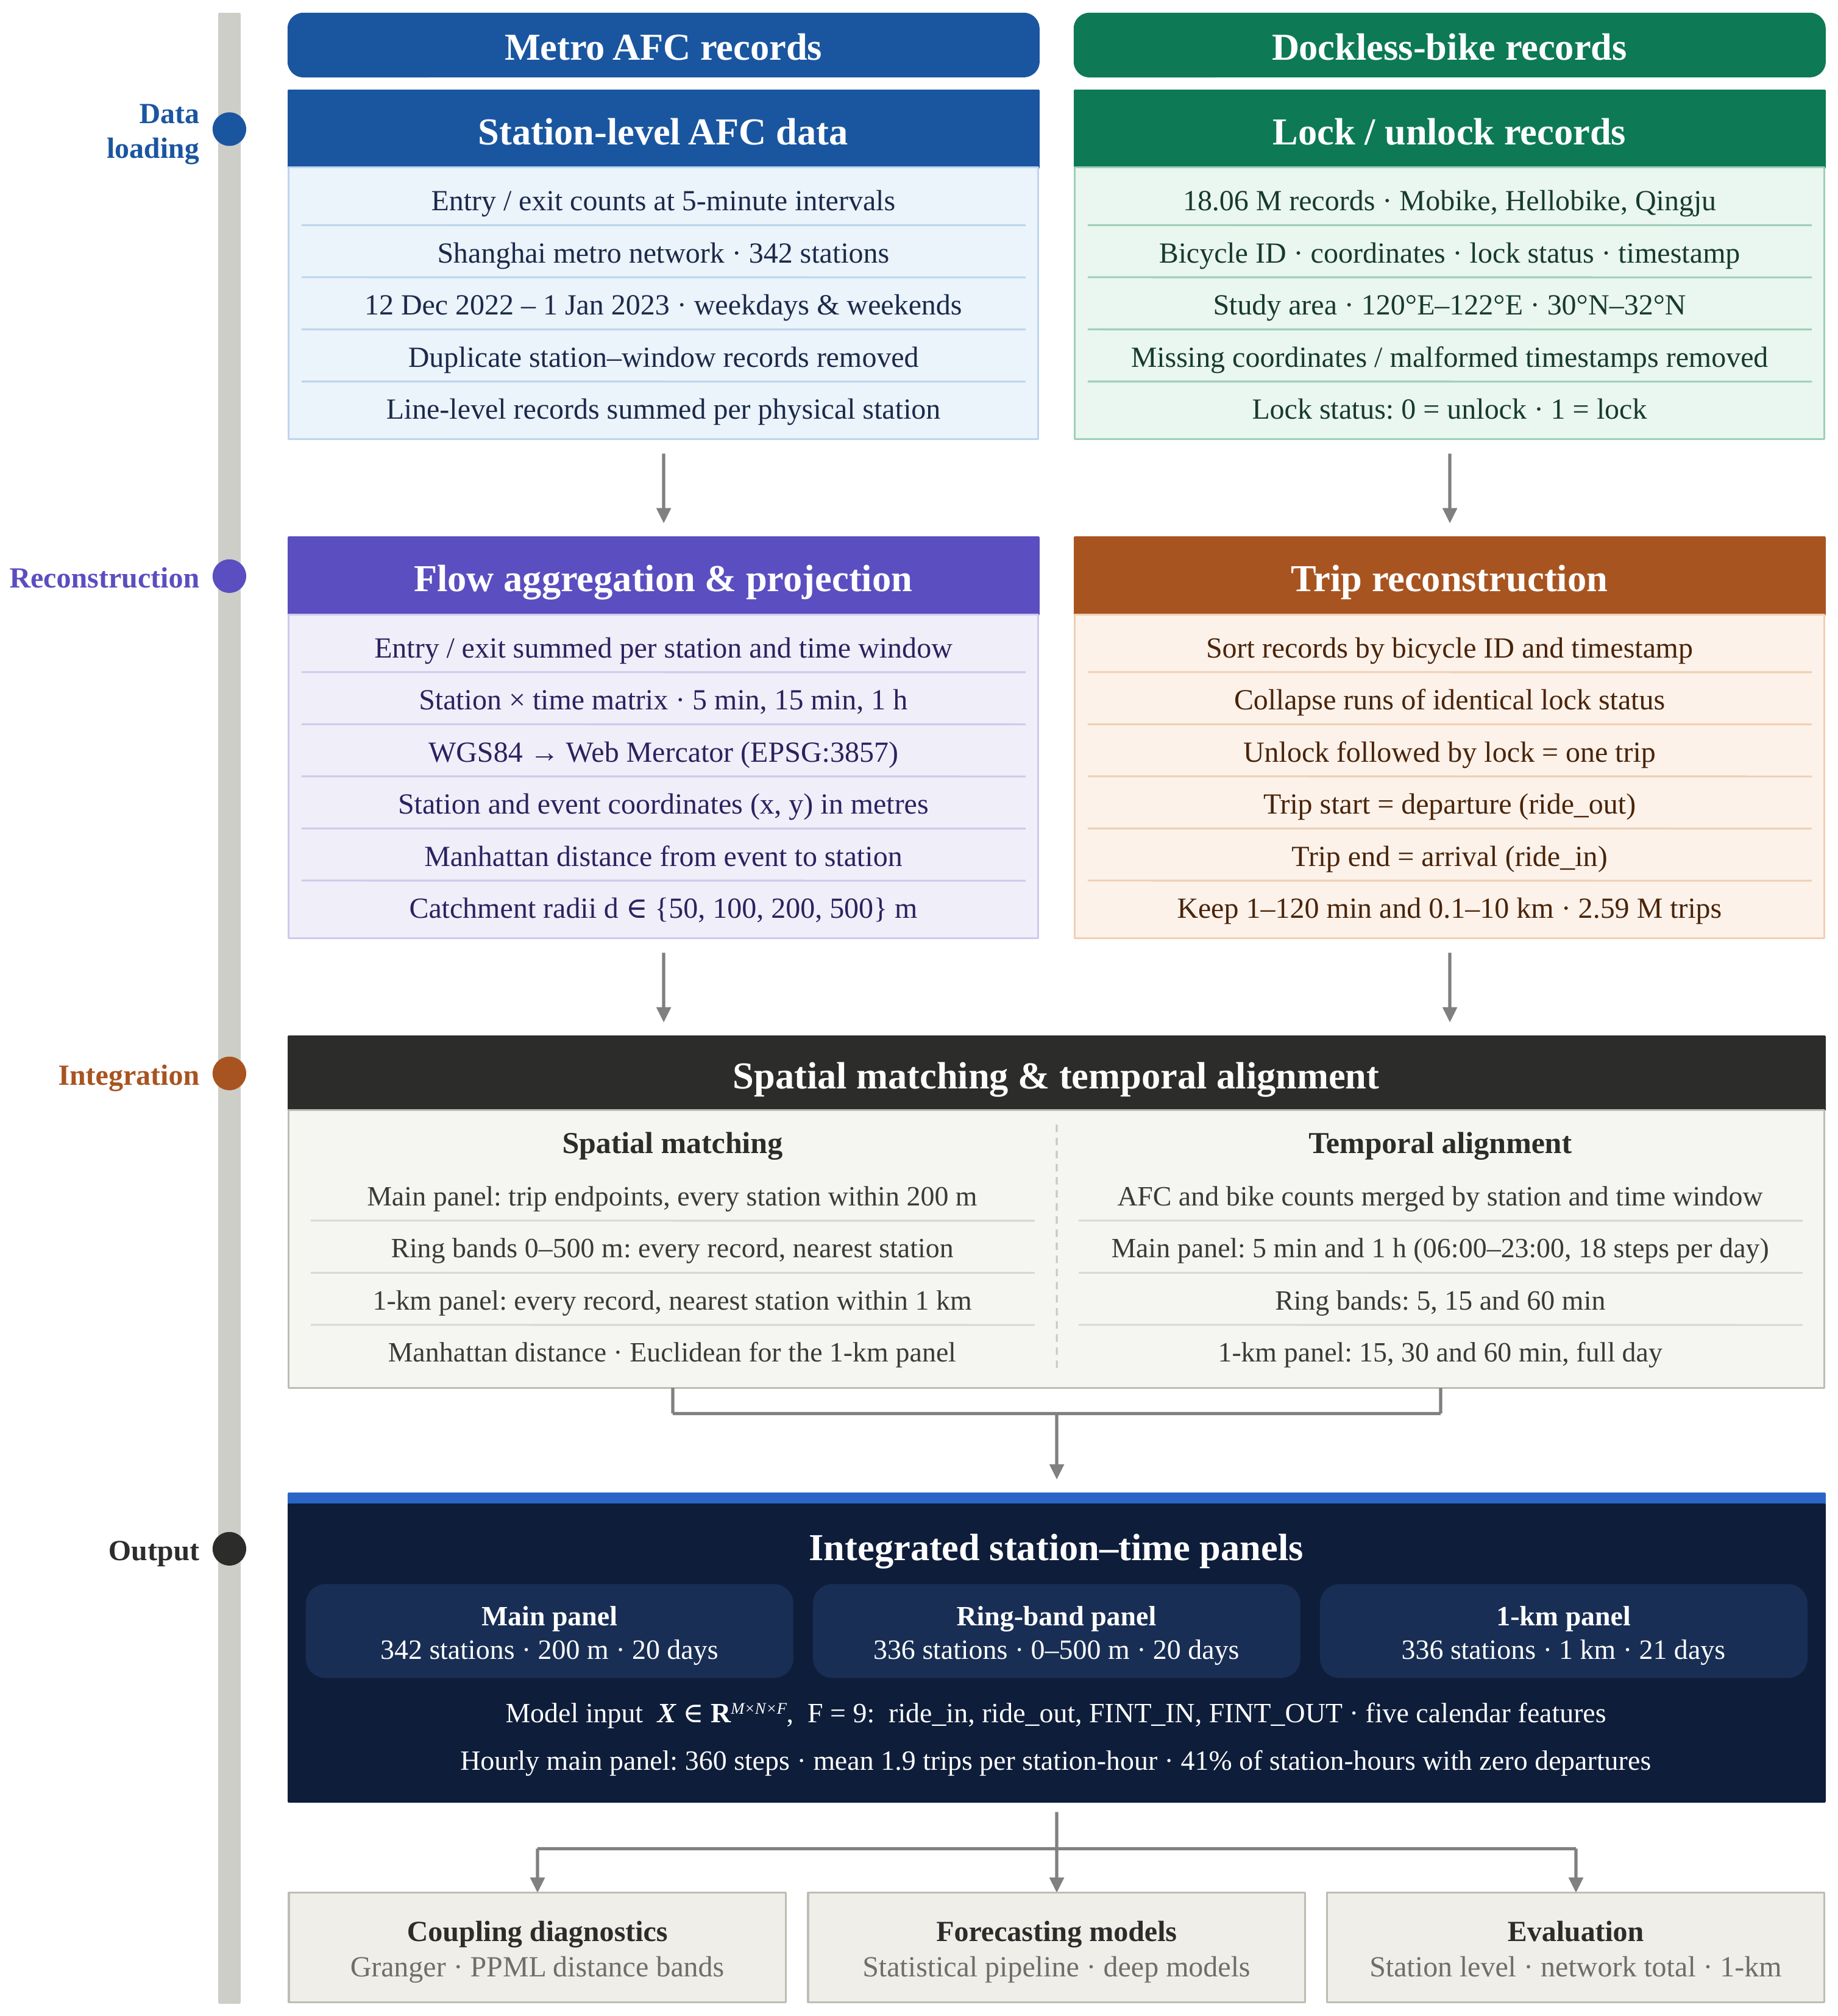 Metro AFC records
Dockless-bike records
Data
loading
Station-level AFC data
Entry / exit counts at 5-minute intervals
Shanghai metro network · 342 stations
12 Dec 2022 – 1 Jan 2023 · weekdays & weekends
Duplicate station–window records removed
Line-level records summed per physical station
Lock / unlock records
18.06 M records · Mobike, Hellobike, Qingju
Bicycle ID · coordinates · lock status · timestamp
Study area · 120°E–122°E · 30°N–32°N
Missing coordinates / malformed timestamps removed
Lock status: 0 = unlock · 1 = lock
Reconstruction
Flow aggregation & projection
Entry / exit summed per station and time window
Station × time matrix · 5 min, 15 min, 1 h
WGS84 → Web Mercator (EPSG:3857)
Station and event coordinates (x, y) in metres
Manhattan distance from event to station
Catchment radii d ∈ {50, 100, 200, 500} m
Trip reconstruction
Sort records by bicycle ID and timestamp
Collapse runs of identical lock status
Unlock followed by lock = one trip
Trip start = departure (ride_out)
Trip end = arrival (ride_in)
Keep 1–120 min and 0.1–10 km · 2.59 M trips
Integration
Spatial matching & temporal alignment
Spatial matching
Main panel: trip endpoints, every station within 200 m
Ring bands 0–500 m: every record, nearest station
1-km panel: every record, nearest station within 1 km
Manhattan distance · Euclidean for the 1-km panel
Temporal alignment
AFC and bike counts merged by station and time window
Main panel: 5 min and 1 h (06:00–23:00, 18 steps per day)
Ring bands: 5, 15 and 60 min
1-km panel: 15, 30 and 60 min, full day
Output
Integrated station–time panels
Main panel
342 stations · 200 m · 20 days
Ring-band panel
336 stations · 0–500 m · 20 days
1-km panel
336 stations · 1 km · 21 days
Model input X ∈ R^M×N×F, F = 9: ride_in, ride_out, FINT_IN, FINT_OUT · five calendar features
Hourly main panel: 360 steps · mean 1.9 trips per station-hour · 41% of station-hours with zero departures
Coupling diagnostics
Granger · PPML distance bands
Forecasting models
Statistical pipeline · deep models
Evaluation
Station level · network total · 1-km